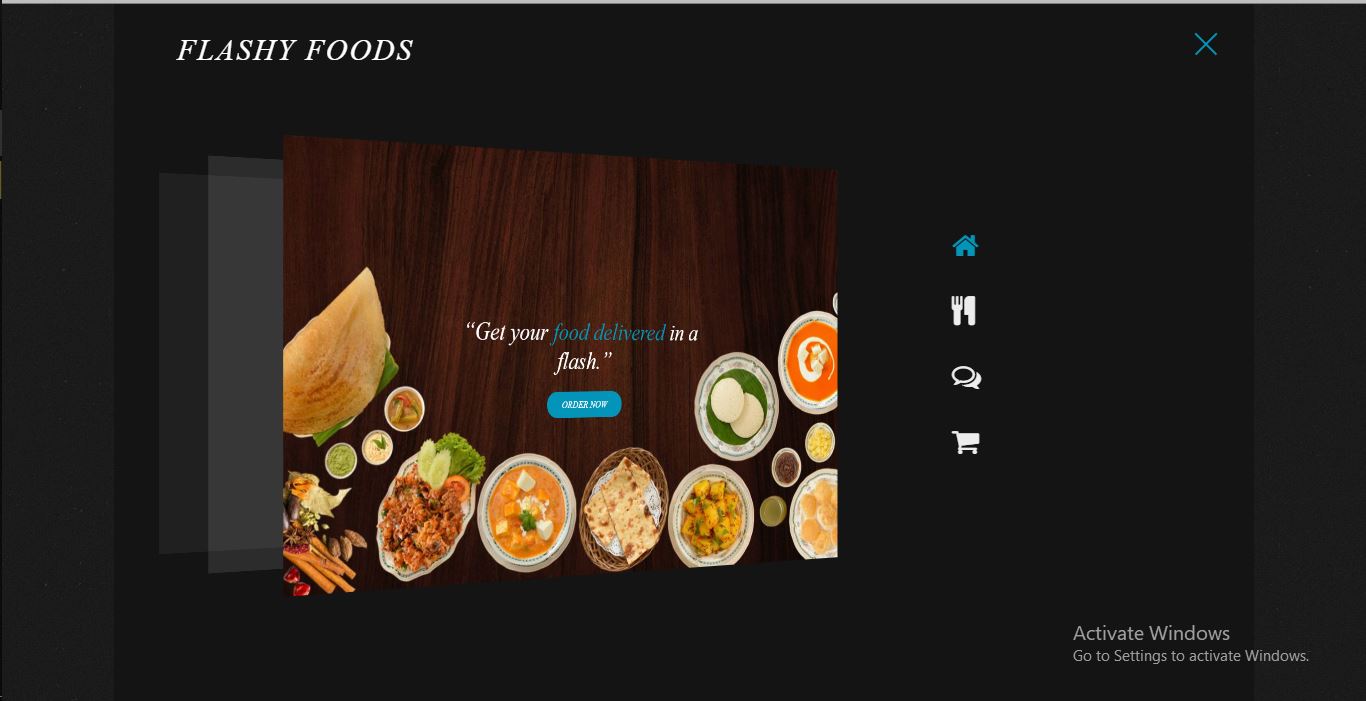 FLASHY FOODS
“Get your food delivered in a
flash.”
ORDER NOW
Activate Windows
Go to Settings to activate Windows.